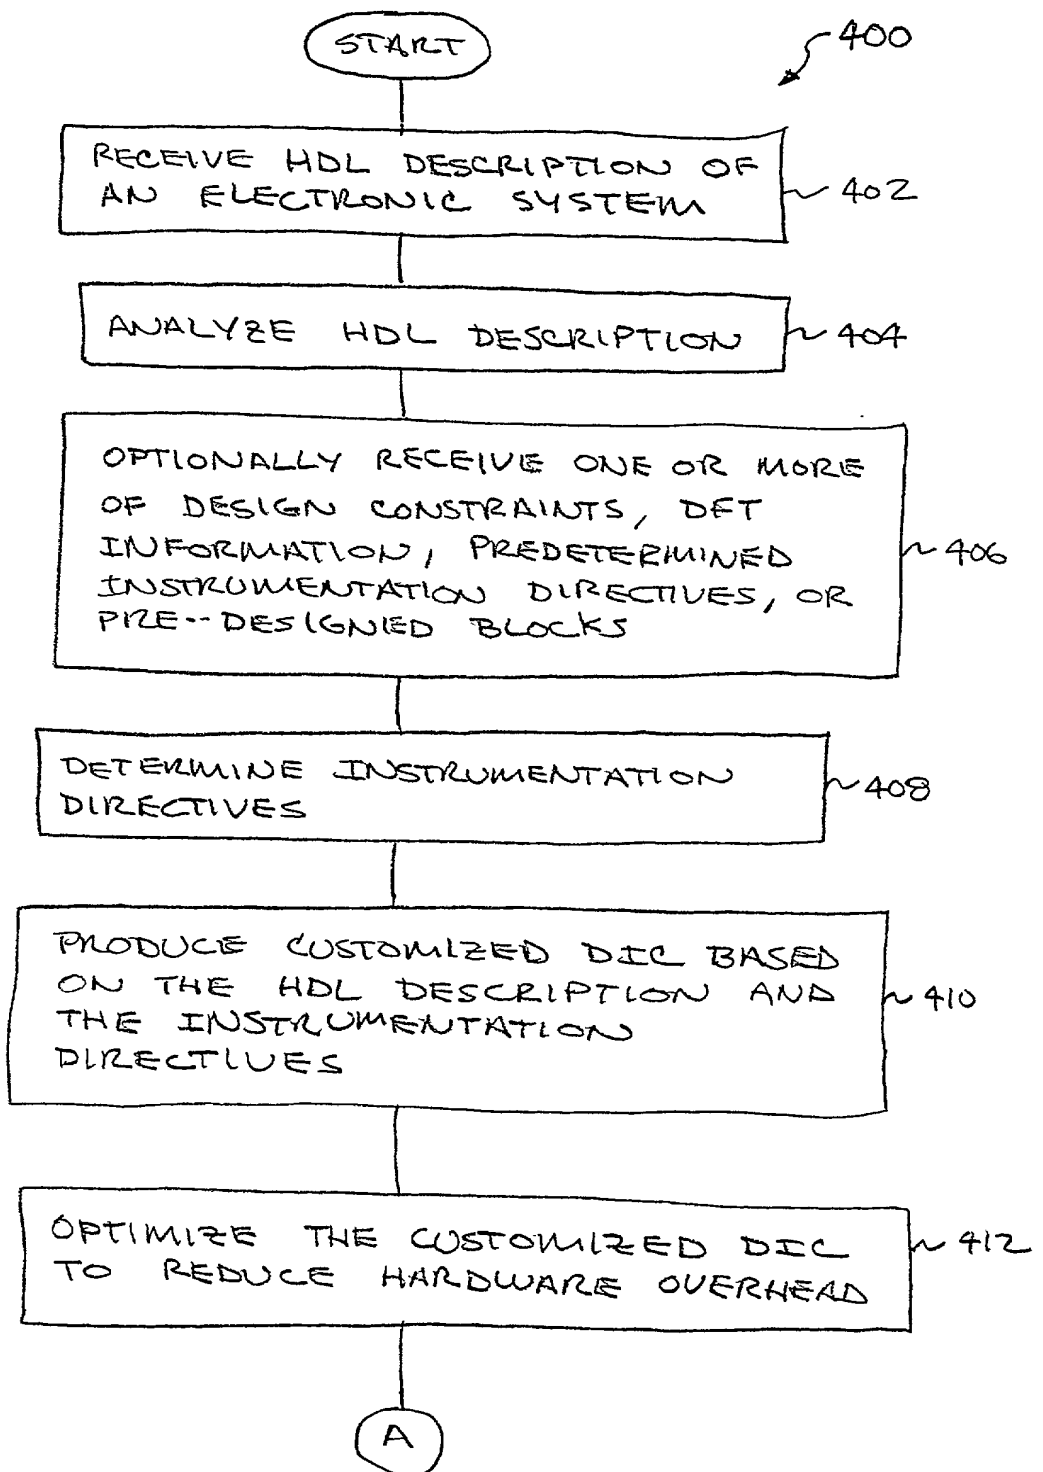 START
400
RECEIVE HDL DESCRIPTION OF
AN ELECTRONIC SYSTEM
402
ANALYZE HDL DESCRIPTION
404
OPTIONALLY RECEIVE ONE OR MORE
OF DESIGN CONSTRAINTS, DFT
INFORMATION, PREDETERMINED
INSTRUMENTATION DIRECTIVES, OR
PRE--DESIGNED BLOCKS
406
DETERMINE INSTRUMENTATION
DIRECTIVES
408
PRODUCE CUSTOMIZED DIC BASED
ON THE HDL DESCRIPTION AND
THE INSTRUMENTATION
DIRECTIVES
410
OPTIMIZE THE CUSTOMIZED DIC
TO REDUCE HARDWARE OVERHEAD
412
A